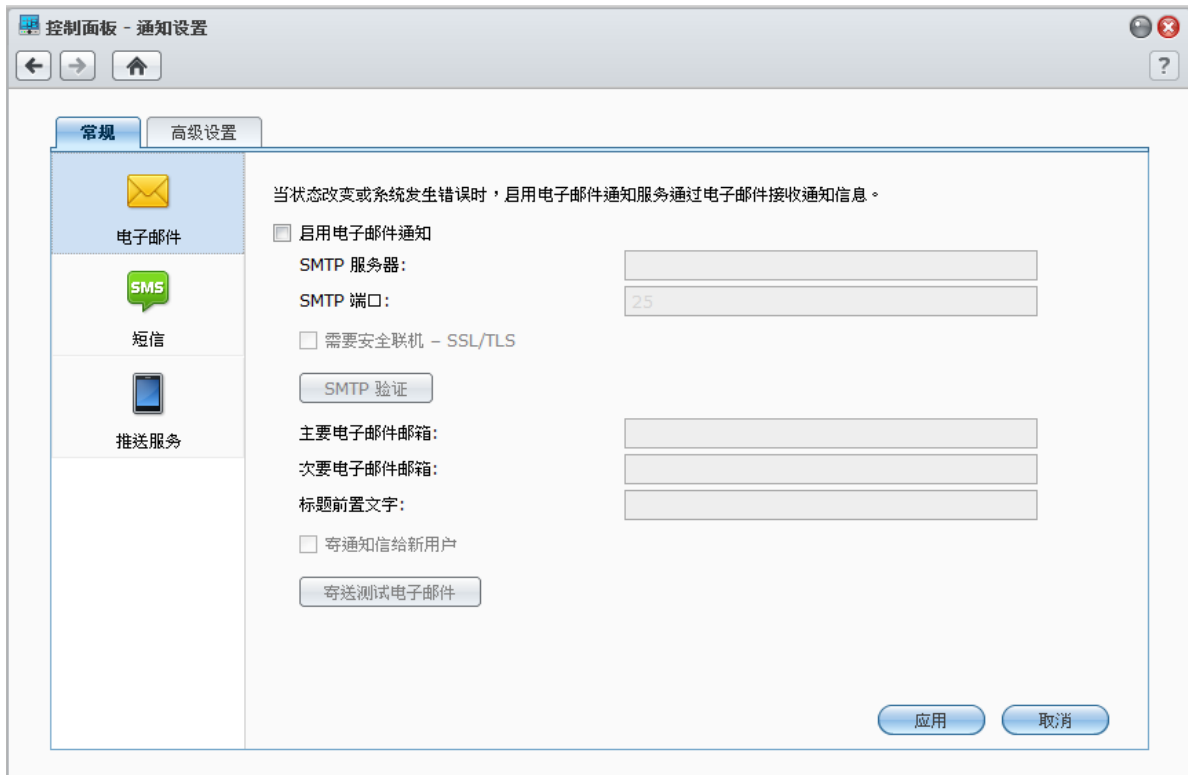 控制面板 - 通知设置
?
常规
高级设置
电子邮件
SMS
短信
推送服务
当状态改变或系统发生错误时，启用电子邮件通知服务通过电子邮件接收通知信息。
启用电子邮件通知
SMTP 服务器:
SMTP 端口:
25
需要安全联机 – SSL/TLS
SMTP 验证
主要电子邮件邮箱:
次要电子邮件邮箱:
标题前置文字:
寄通知信给新用户
寄送测试电子邮件
应用
取消